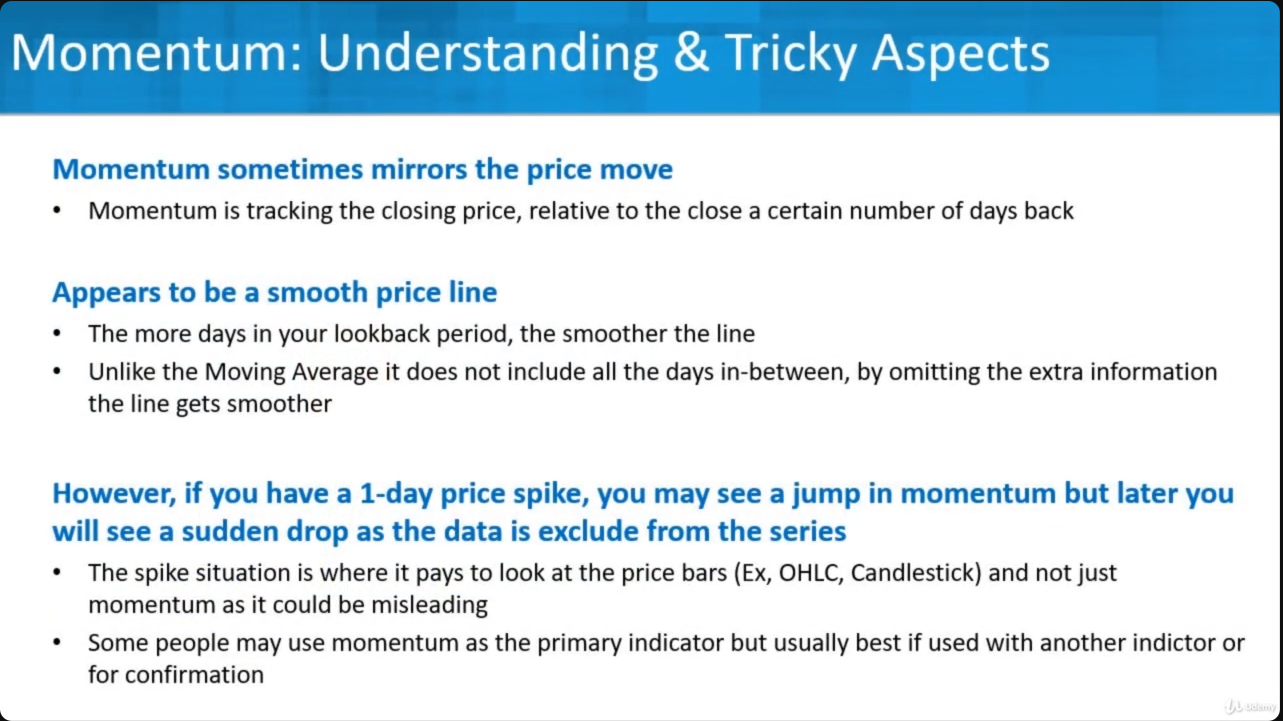 Momentum: Understanding & Tricky Aspects
Momentum sometimes mirrors the price move
• Momentum is tracking the closing price, relative to the close a certain number of days back
Appears to be a smooth price line
• The more days in your lookback period, the smoother the line
• Unlike the Moving Average it does not include all the days in-between, by omitting the extra information
the line gets smoother
However, if you have a 1-day price spike, you may see a jump in momentum but later you
will see a sudden drop as the data is exclude from the series
• The spike situation is where it pays to look at the price bars (Ex, OHLC, Candlestick) and not just
momentum as it could be misleading
• Some people may use momentum as the primary indicator but usually best if used with another indictor or
for confirmation
Udemy